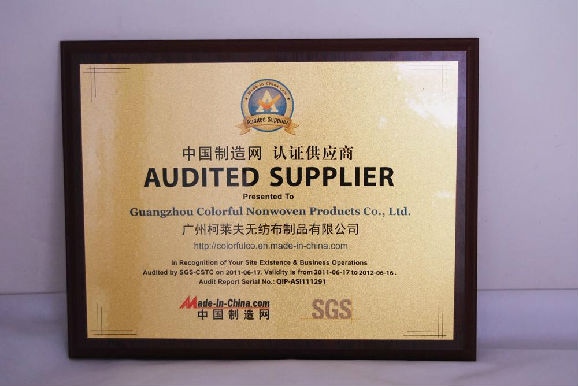 Made-in-China.com
Audited Supplier
中国制造网 认证供应商
AUDITED SUPPLIER
Presented To
Guangzhou Colorful Nonwoven Products Co., Ltd.
广州柯莱夫无纺布制品有限公司
http://colorfulco.en.made-in-china.com
In Recognition of Your Site Existence & Business Operations
Audited by SGS-CSTC on 2011-06-17. Validity is from 2011-06-17 to 2012-06-16.
Audit Report Serial No.: QIP-ASI111291
Made-in-China.com
中国制造网
SGS